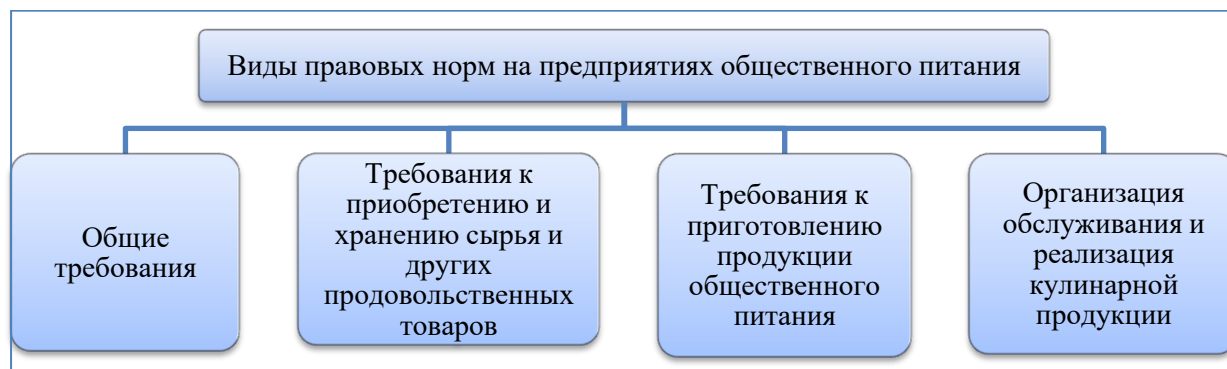 Виды правовых норм на предприятиях общественного питания
Общие
требования
Требования к
приобретению и
хранению сырья и
других
продовольственных
товаров
Требования к
приготовлению
продукции
общественного
питания
Организация
обслуживания и
реализация
кулинарной
продукции